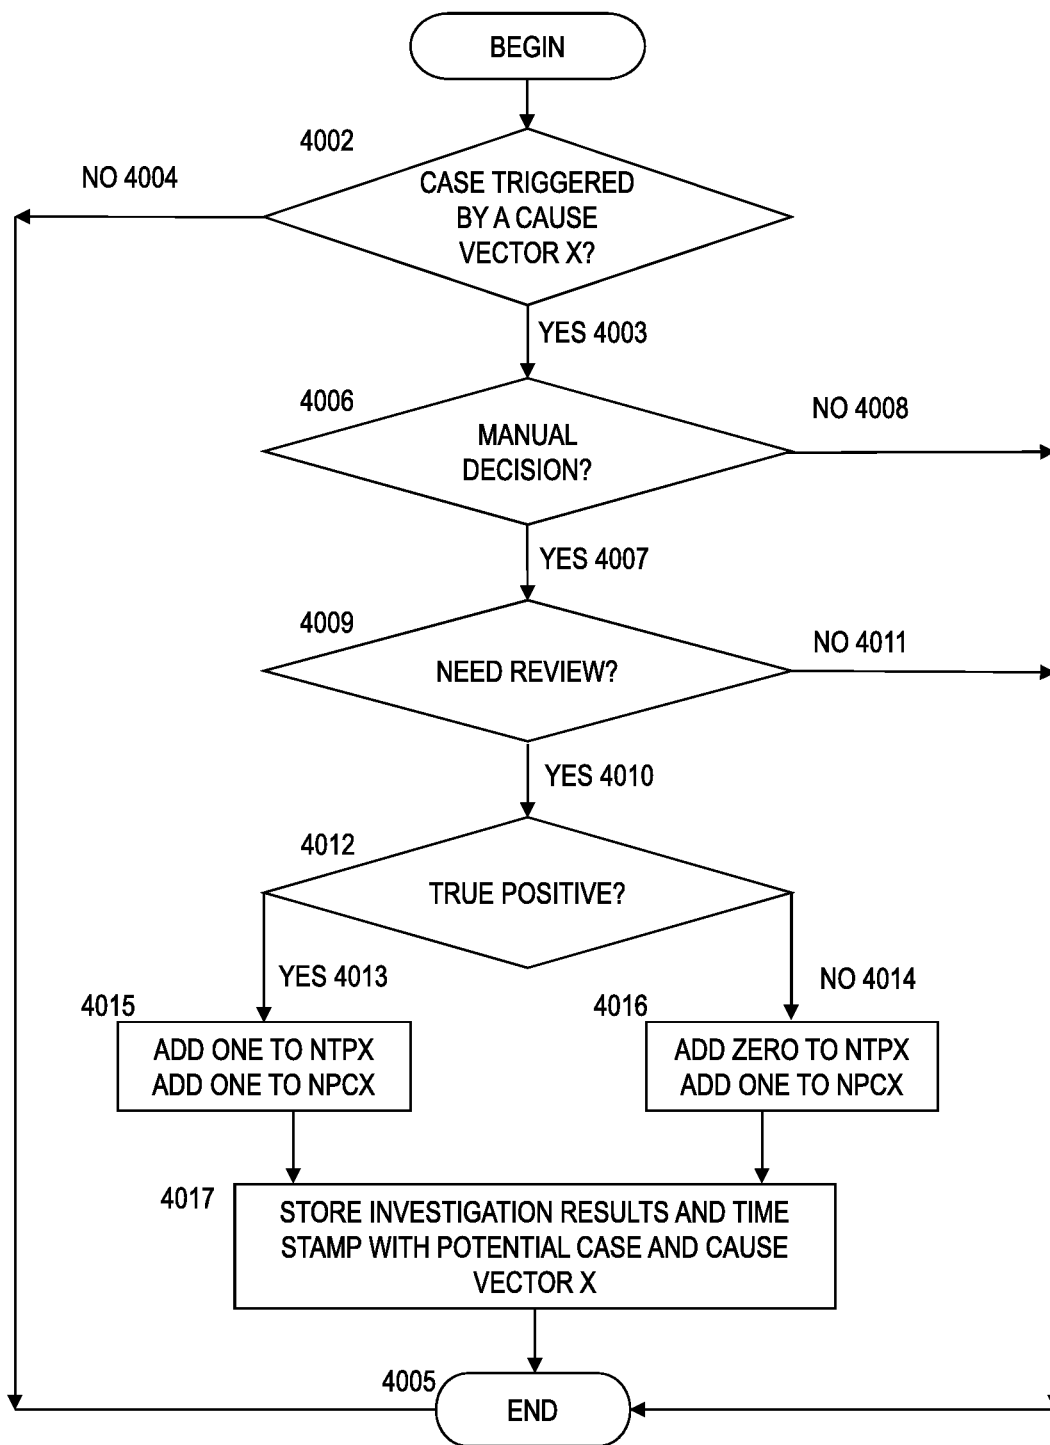 BEGIN
4002
NO 4004
CASE TRIGGERED
BY A CAUSE
VECTOR X?
YES 4003
4006
NO 4008
MANUAL
DECISION?
YES 4007
4009
NO 4011
NEED REVIEW?
YES 4010
4012
TRUE POSITIVE?
YES 4013
NO 4014
4015
4016
ADD ONE TO NTPX
ADD ONE TO NPCX
ADD ZERO TO NTPX
ADD ONE TO NPCX
4017
STORE INVESTIGATION RESULTS AND TIME
STAMP WITH POTENTIAL CASE AND CAUSE
VECTOR X
4005
END